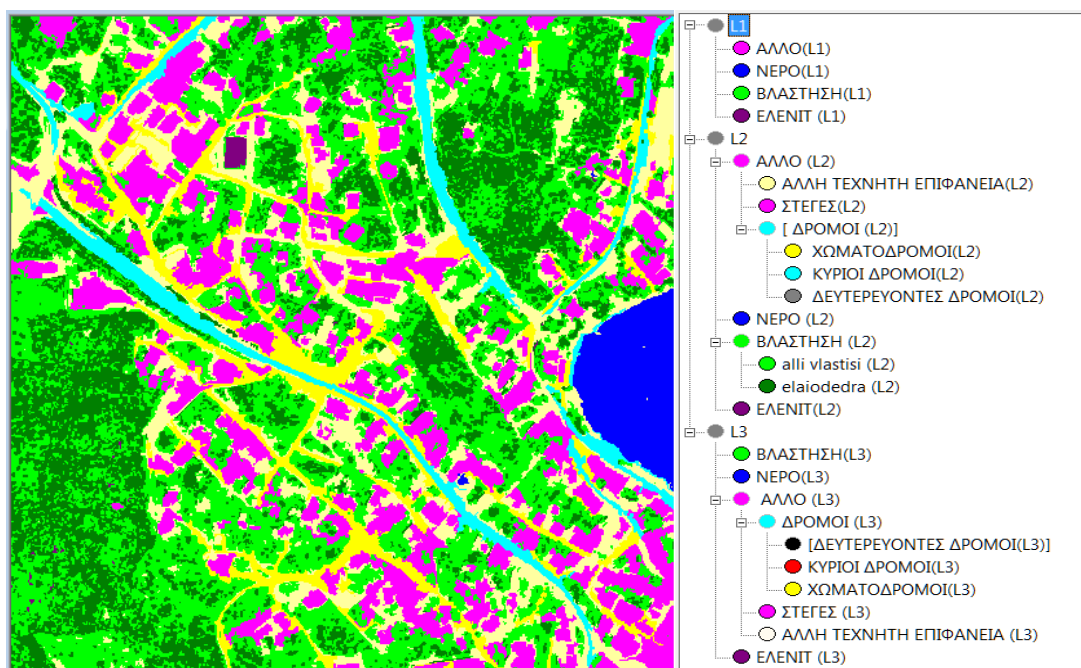 L1
ΑΛΛΟ(L1)
ΝΕΡΟ(L1)
ΒΛΑΣΤΗΣΗ(L1)
ΕΛΕΝΙΤ (L1)
L2
ΑΛΛΟ (L2)
ΑΛΛΗ ΤΕΧΝΗΤΗ ΕΠΙΦΑΝΕΙΑ(L2)
ΣΤΕΓΕΣ(L2)
[ ΔΡΟΜΟΙ (L2)]
ΧΩΜΑΤΟΔΡΟΜΟΙ(L2)
ΚΥΡΙΟΙ ΔΡΟΜΟΙ(L2)
ΔΕΥΤΕΡΕΥΟΝΤΕΣ ΔΡΟΜΟΙ(L2)
ΝΕΡΟ (L2)
ΒΛΑΣΤΗΣΗ (L2)
alli vlastisi (L2)
elaiodedra (L2)
ΕΛΕΝΙΤ(L2)
L3
ΒΛΑΣΤΗΣΗ(L3)
ΝΕΡΟ(L3)
ΑΛΛΟ (L3)
ΔΡΟΜΟΙ (L3)
[ΔΕΥΤΕΡΕΥΟΝΤΕΣ ΔΡΟΜΟΙ(L3)]
ΚΥΡΙΟΙ ΔΡΟΜΟΙ(L3)
ΧΩΜΑΤΟΔΡΟΜΟΙ(L3)
ΣΤΕΓΕΣ (L3)
ΑΛΛΗ ΤΕΧΝΗΤΗ ΕΠΙΦΑΝΕΙΑ (L3)
ΕΛΕΝΙΤ (L3)